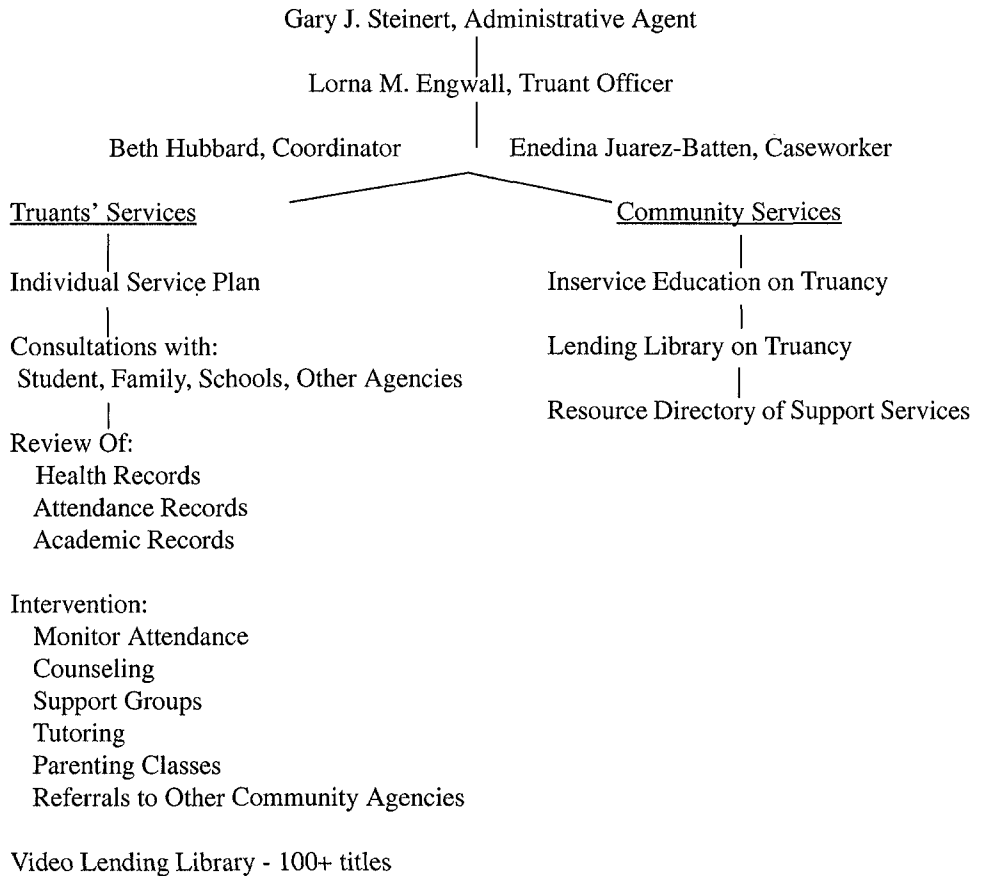 Gary J. Steinert, Administrative Agent
Lorna M. Engwall, Truant Officer
Beth Hubbard, Coordinator
Enedina Juarez-Batten, Caseworker
Truants' Services
Individual Service Plan
Consultations with:
Student, Family, Schools, Other Agencies
Review Of:
Health Records
Attendance Records
Academic Records
Intervention:
Monitor Attendance
Counseling
Support Groups
Tutoring
Parenting Classes
Referrals to Other Community Agencies
Video Lending Library - 100+ titles
Community Services
Inservice Education on Truancy
Lending Library on Truancy
Resource Directory of Support Services